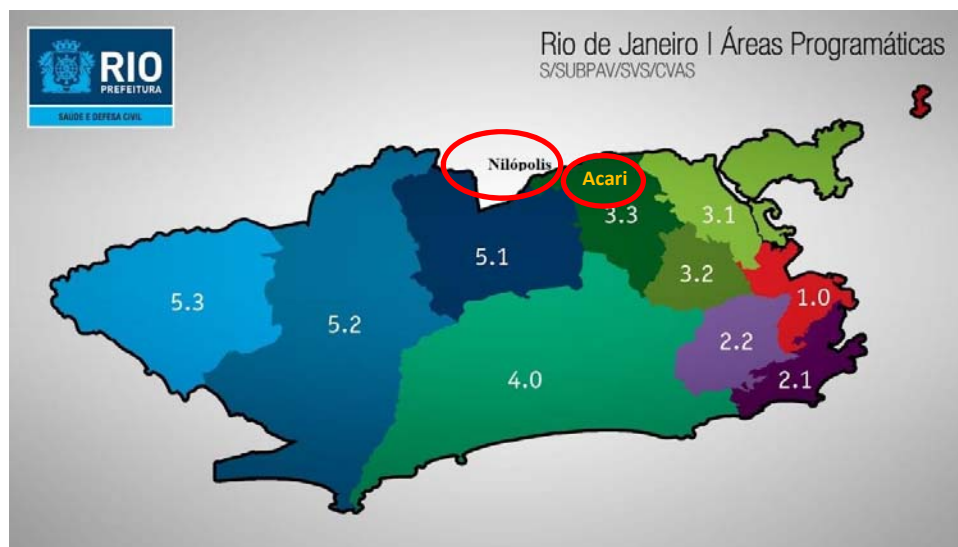 RIO
PREFEITURA
SAÚDE E DEFESA CIVIL
Rio de Janeiro | Áreas Programáticas
S/SUBPAV/SVS/CVAS
Nilópolis
Acari
3.3
3.1
5.1
3.2
5.3
1.0
5.2
2.2
4.0
2.1